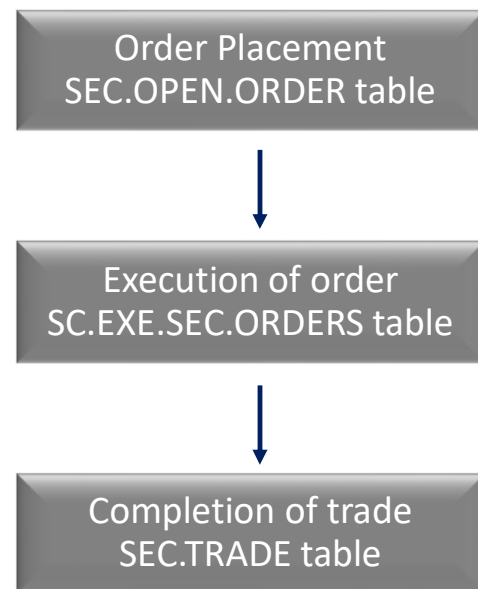 Order Placement
SEC.OPEN.ORDER table
Execution of order
SC.EXE.SEC.ORDERS table
Completion of trade
SEC.TRADE table